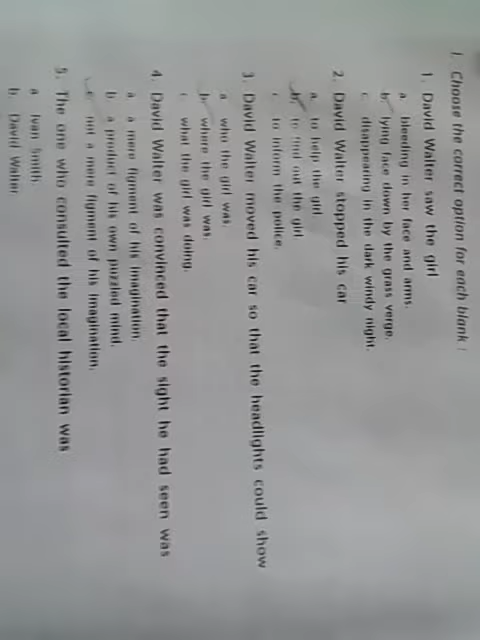 I. Choose the correct option for each blank :
1. David Walter saw the girl
a. bleeding in her face and arms.
b. lying face down by the grass verge.
c. disappearing in the dark windy night.
2. David Walter stopped his car
a. to help the girl.
b. to find out the girl.
c. to inform the police.
3. David Walter moved his car so that the headlights could show
a. who the girl was.
b. where the girl was.
c. what the girl was doing.
4. David Walter was convinced that the sight he had seen was
a. a mere figment of his imagination.
b. a product of his own puzzled mind.
c. not a mere figment of his imagination.
5. The one who consulted the local historian was
a. Ivan Smith.
b. David Walter.